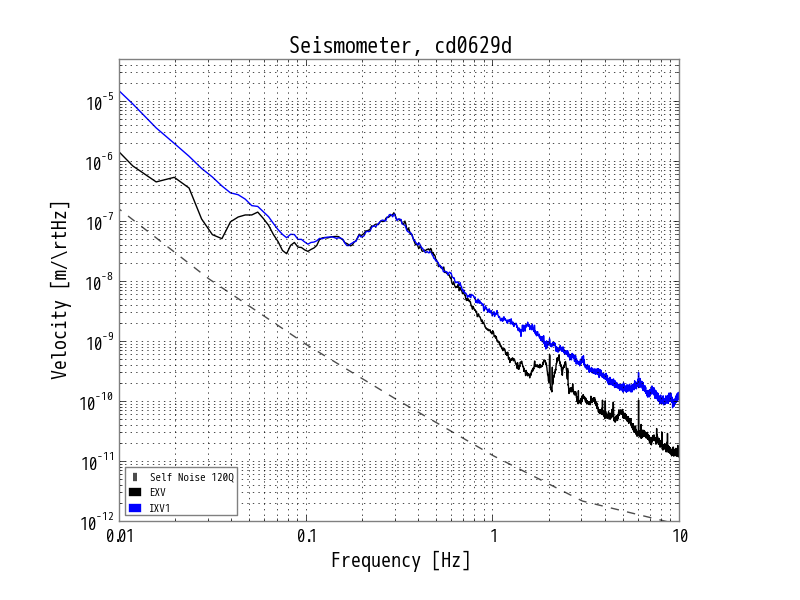 Seismometer, cd0629d
Velocity [m/\rtHz]
10^-5
10^-6
10^-7
10^-8
10^-9
10^-10
10^-11
10^-12
Self Noise 120Q
EXV
IXV1
0.01 0.1 1 10
Frequency [Hz]